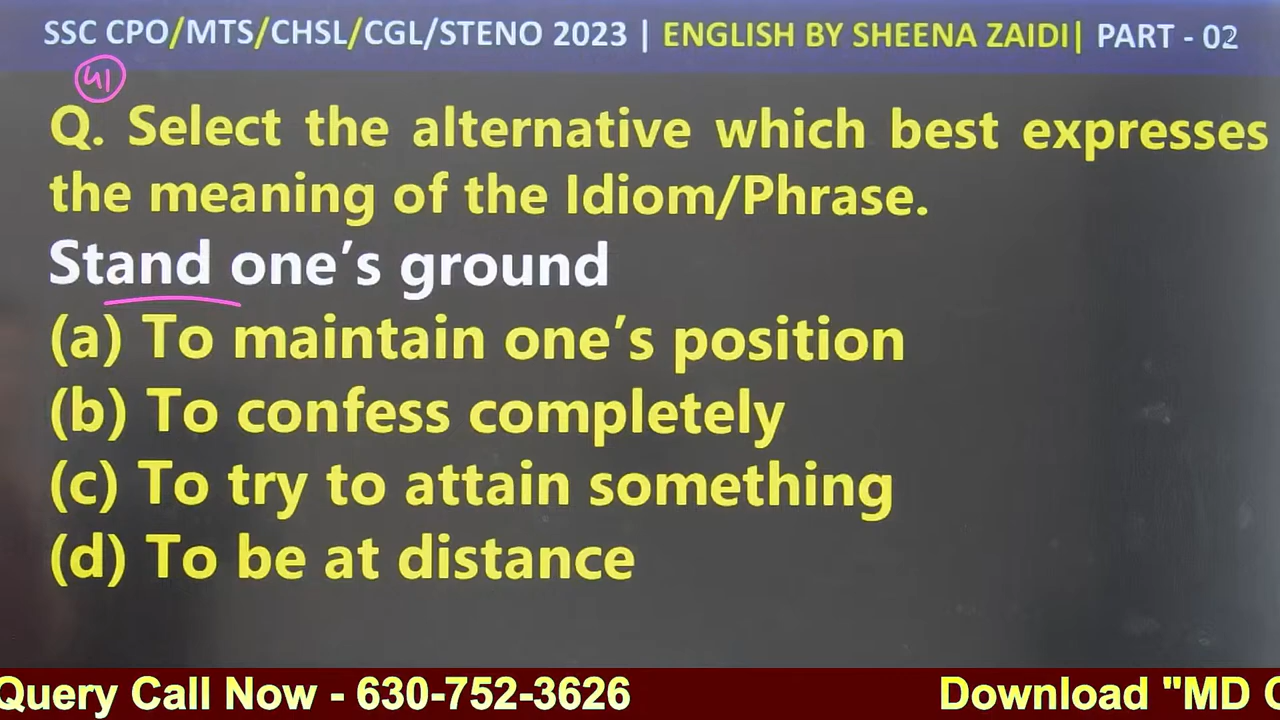 SSC CPO/MTS/CHSL/CGL/STENO 2023 | ENGLISH BY SHEENA ZAIDI| PART - 02
41
Q. Select the alternative which best expresses
the meaning of the Idiom/Phrase.
Stand one's ground
(a) To maintain one's position
(b) To confess completely
(c) To try to attain something
(d) To be at distance
Query Call Now - 630-752-3626 Download "MD